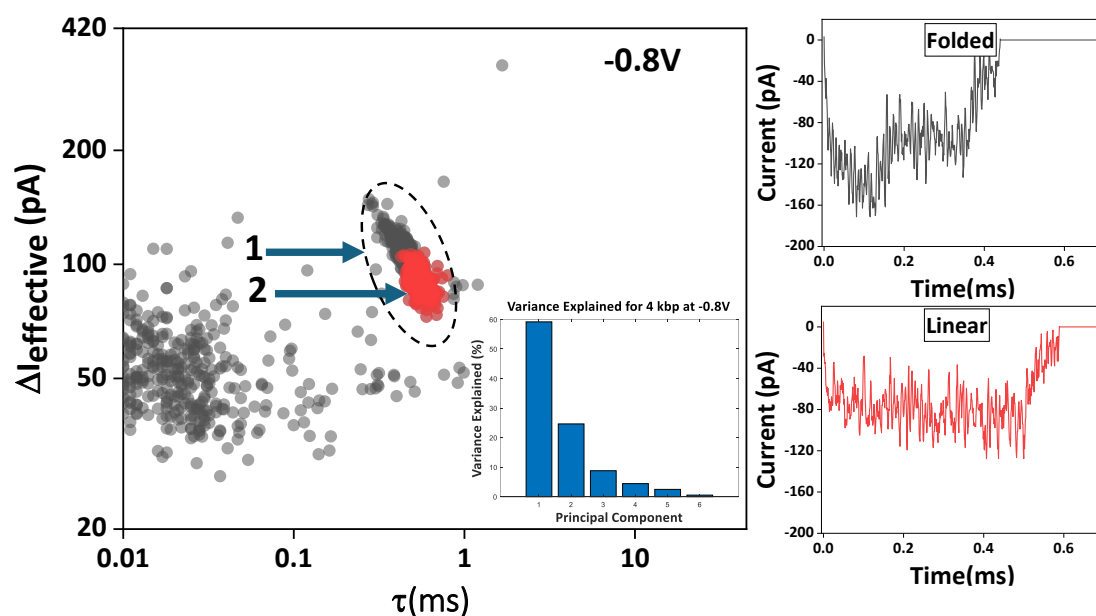 420
200
100
50
20
ΔIeffective (pA)
-0.8V
1
2
0.01
0.1
1
10
τ(ms)
Variance Explained for 4 kbp at -0.8V
60
50
40
30
20
10
0
Variance Explained (%)
1 2 3 4 5 6
Principal Component
Folded
0
-40
-80
-120
-160
-200
Current (pA)
0.0 0.2 0.4 0.6
Time(ms)
Linear
0
-40
-80
-120
-160
-200
Current (pA)
0.0 0.2 0.4 0.6
Time(ms)